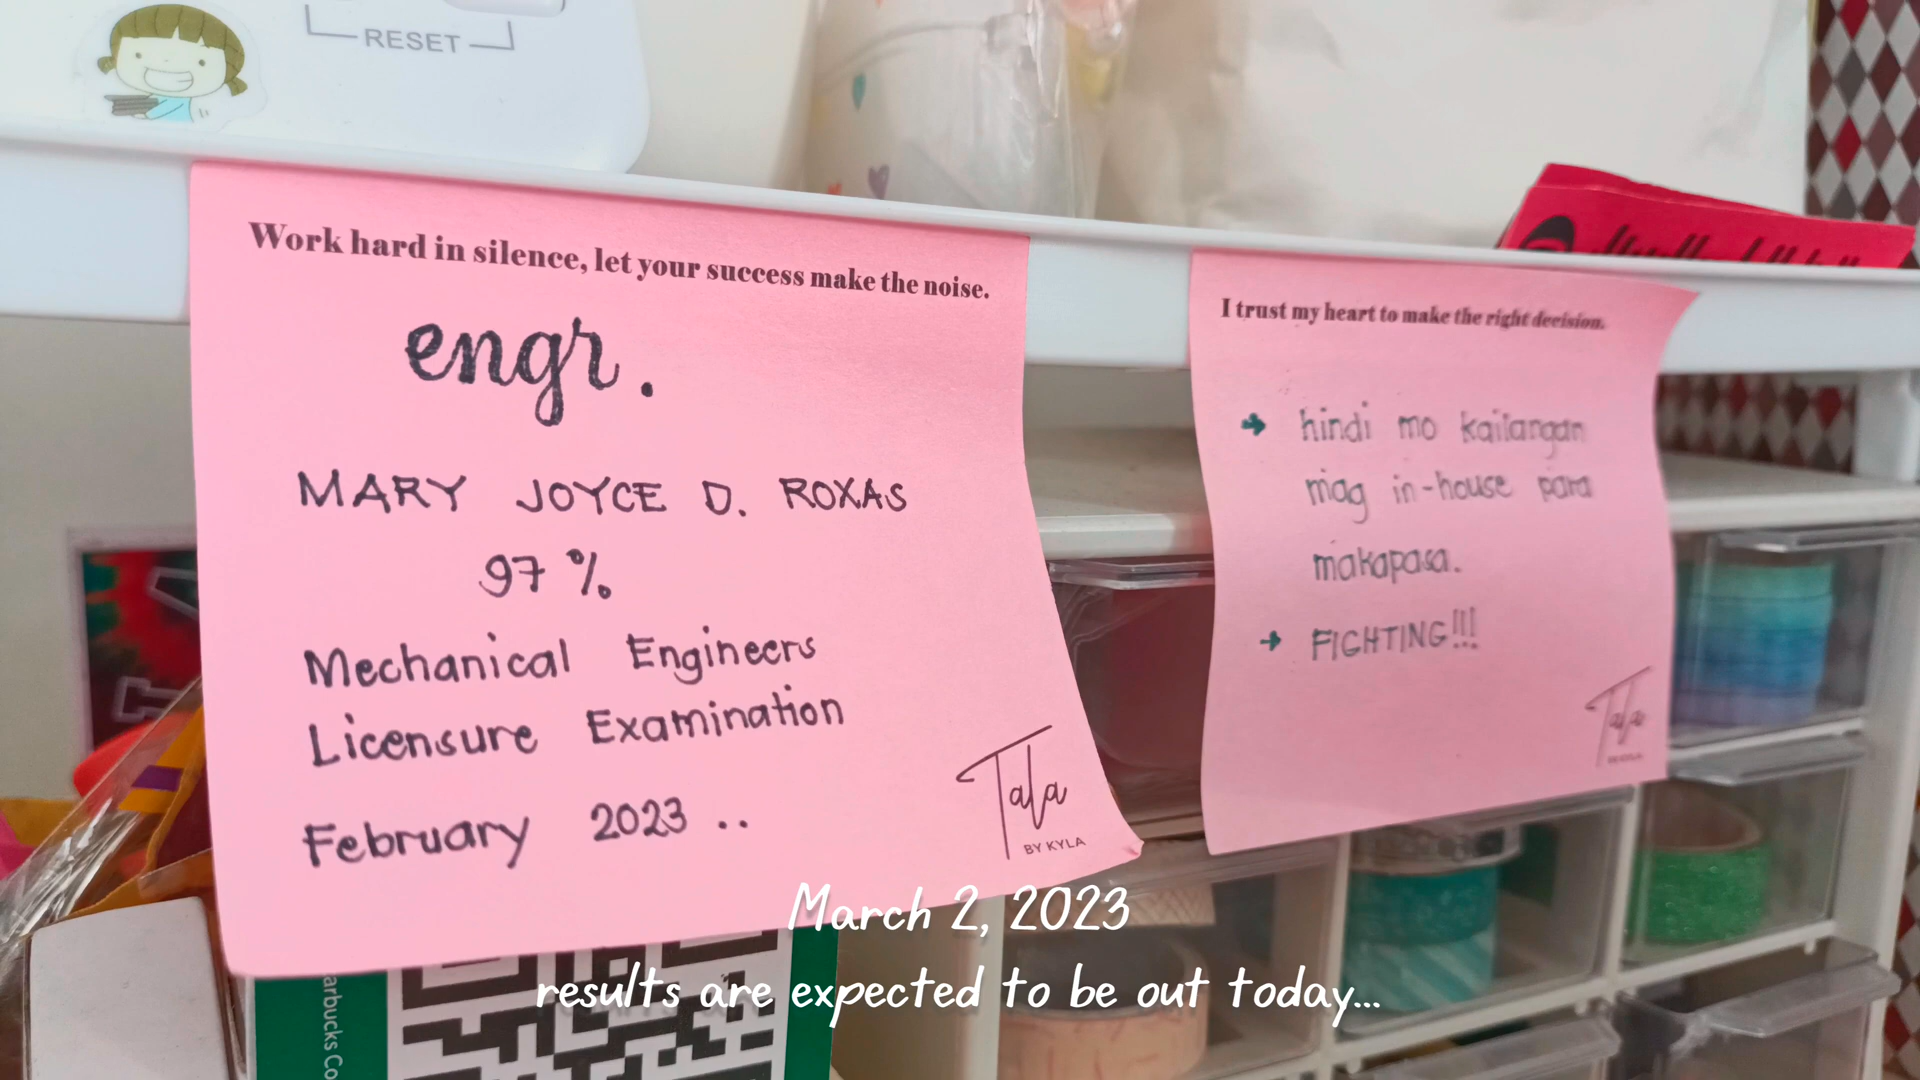 RESET
Work hard in silence, let your success make the noise.
engr.
MARY JOYCE D. ROXAS
97 %
Mechanical Engineers
Licensure Examination
February 2023 ..
Tala
BY KYLA
I trust my heart to make the right decision.
→ hindi mo kailangan
mag in-house para
makapasa.
→ FIGHTING!!!
Tala
BY KYLA
arbucks Co
March 2, 2023
results are expected to be out today...